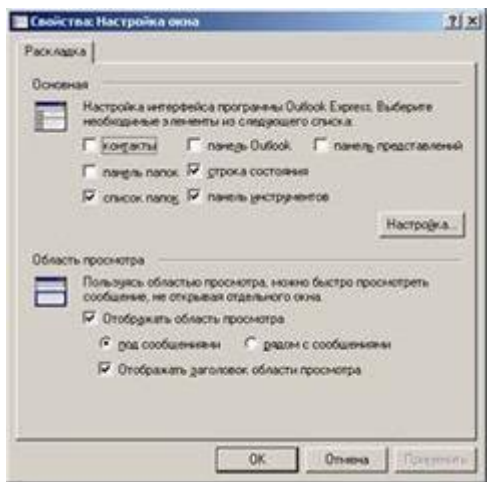 Свойства: Настройка окна
Раскладка
Основная
Настройка интерфейса программы Outlook Express. Выберите
необходимые элементы из следующего списка:
контакты панель Outlook панель представлений
панель папок строка состояния
список папок панель инструментов
Настройка...
Область просмотра
Пользуясь областью просмотра, можно быстро просмотреть
сообщение, не открывая отдельного окна.
Отображать область просмотра
под сообщениями рядом с сообщениями
Отображать заголовок области просмотра
OK Отмена Применить